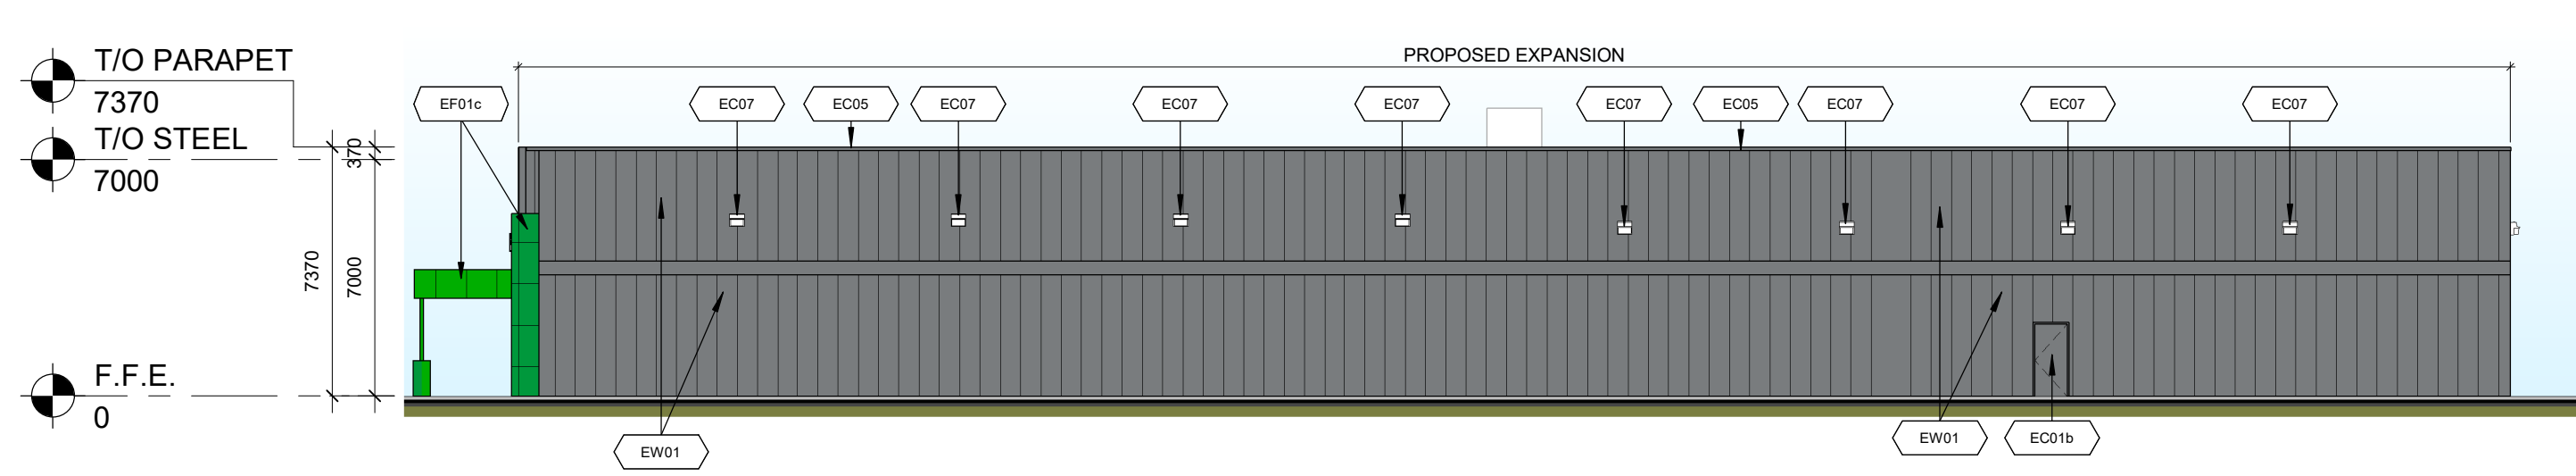 T/O PARAPET
7370
T/O STEEL
7000
F.F.E.
0
7370
7000
370
PROPOSED EXPANSION
EF01c
EC07
EC05
EC07
EC07
EC07
EC07
EC05
EC07
EC07
EC07
EW01
EW01
EC01b